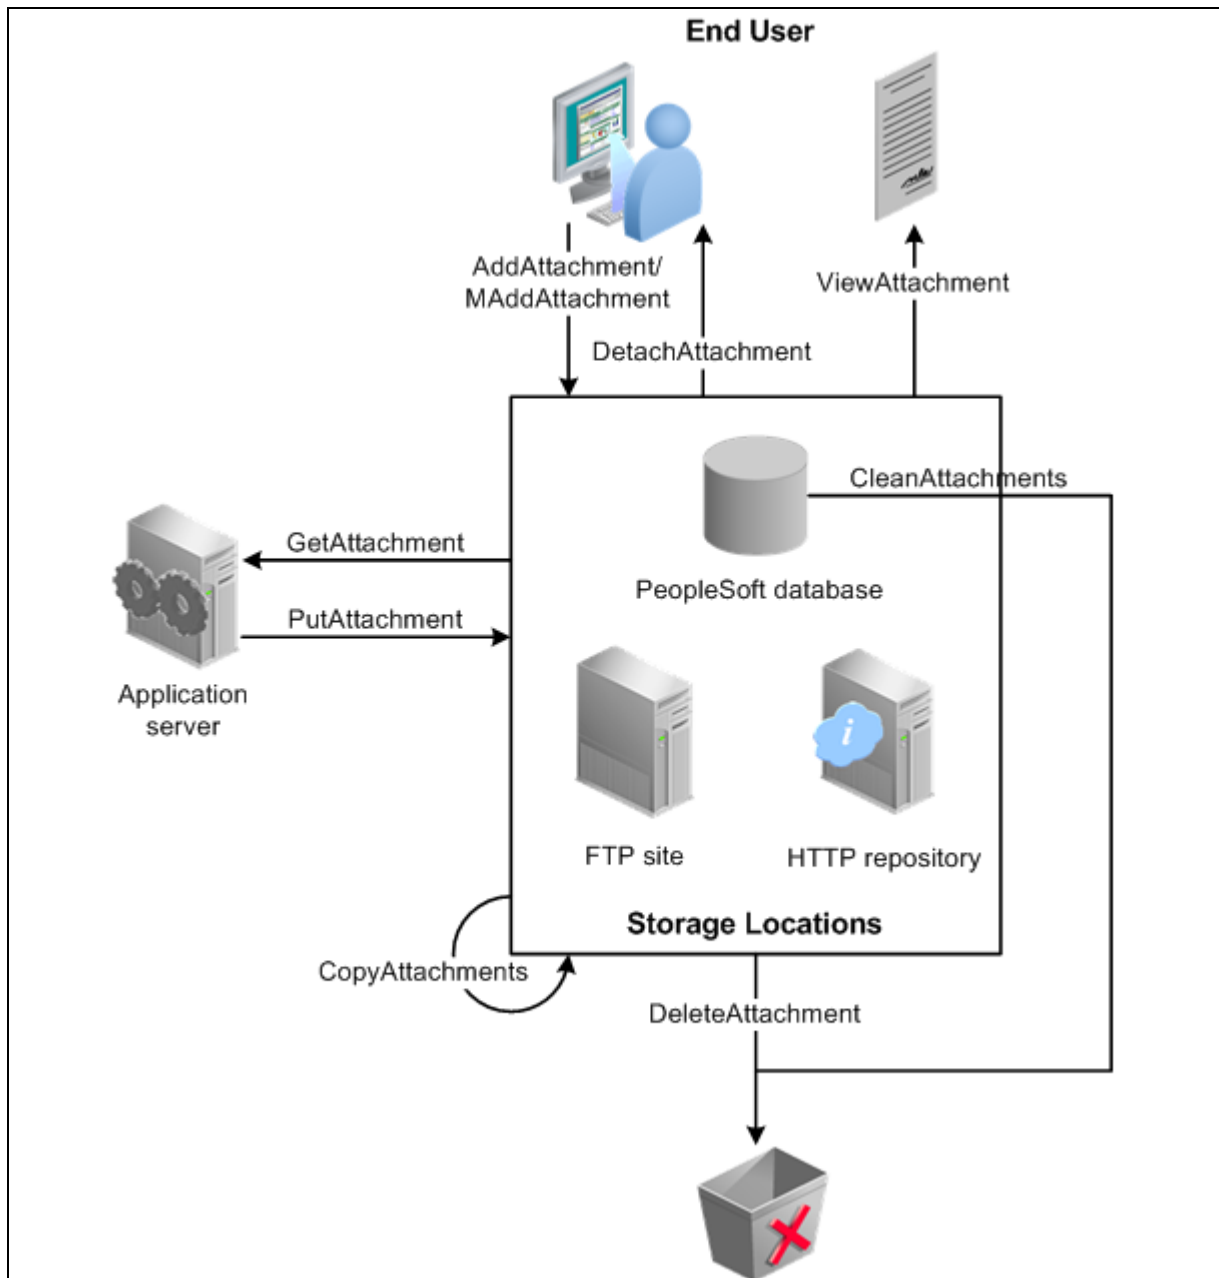 End User
AddAttachment/
MAddAttachment
ViewAttachment
DetachAttachment
CleanAttachments
GetAttachment
PeopleSoft database
PutAttachment
Application
server
i
FTP site
HTTP repository
Storage Locations
CopyAttachments
DeleteAttachment